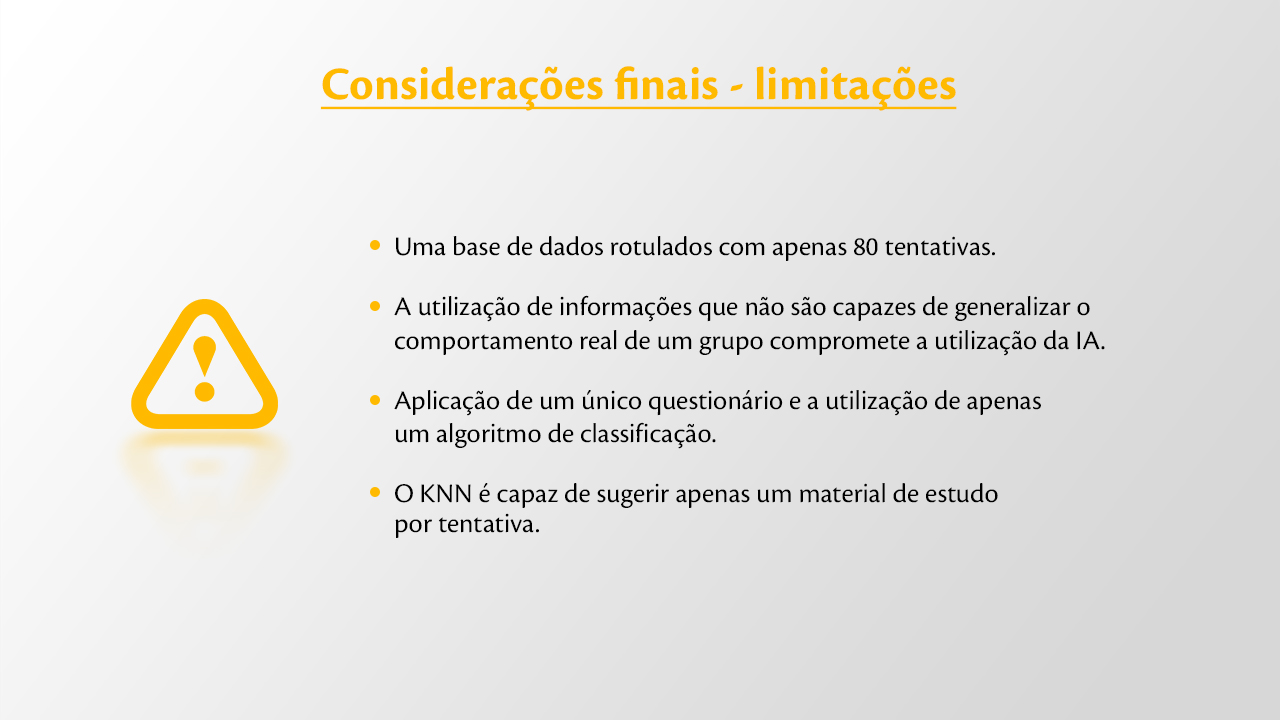 Considerações finais - limitações
Uma base de dados rotulados com apenas 80 tentativas.
A utilização de informações que não são capazes de generalizar o
comportamento real de um grupo compromete a utilização da IA.
Aplicação de um único questionário e a utilização de apenas
um algoritmo de classificação.
O KNN é capaz de sugerir apenas um material de estudo
por tentativa.